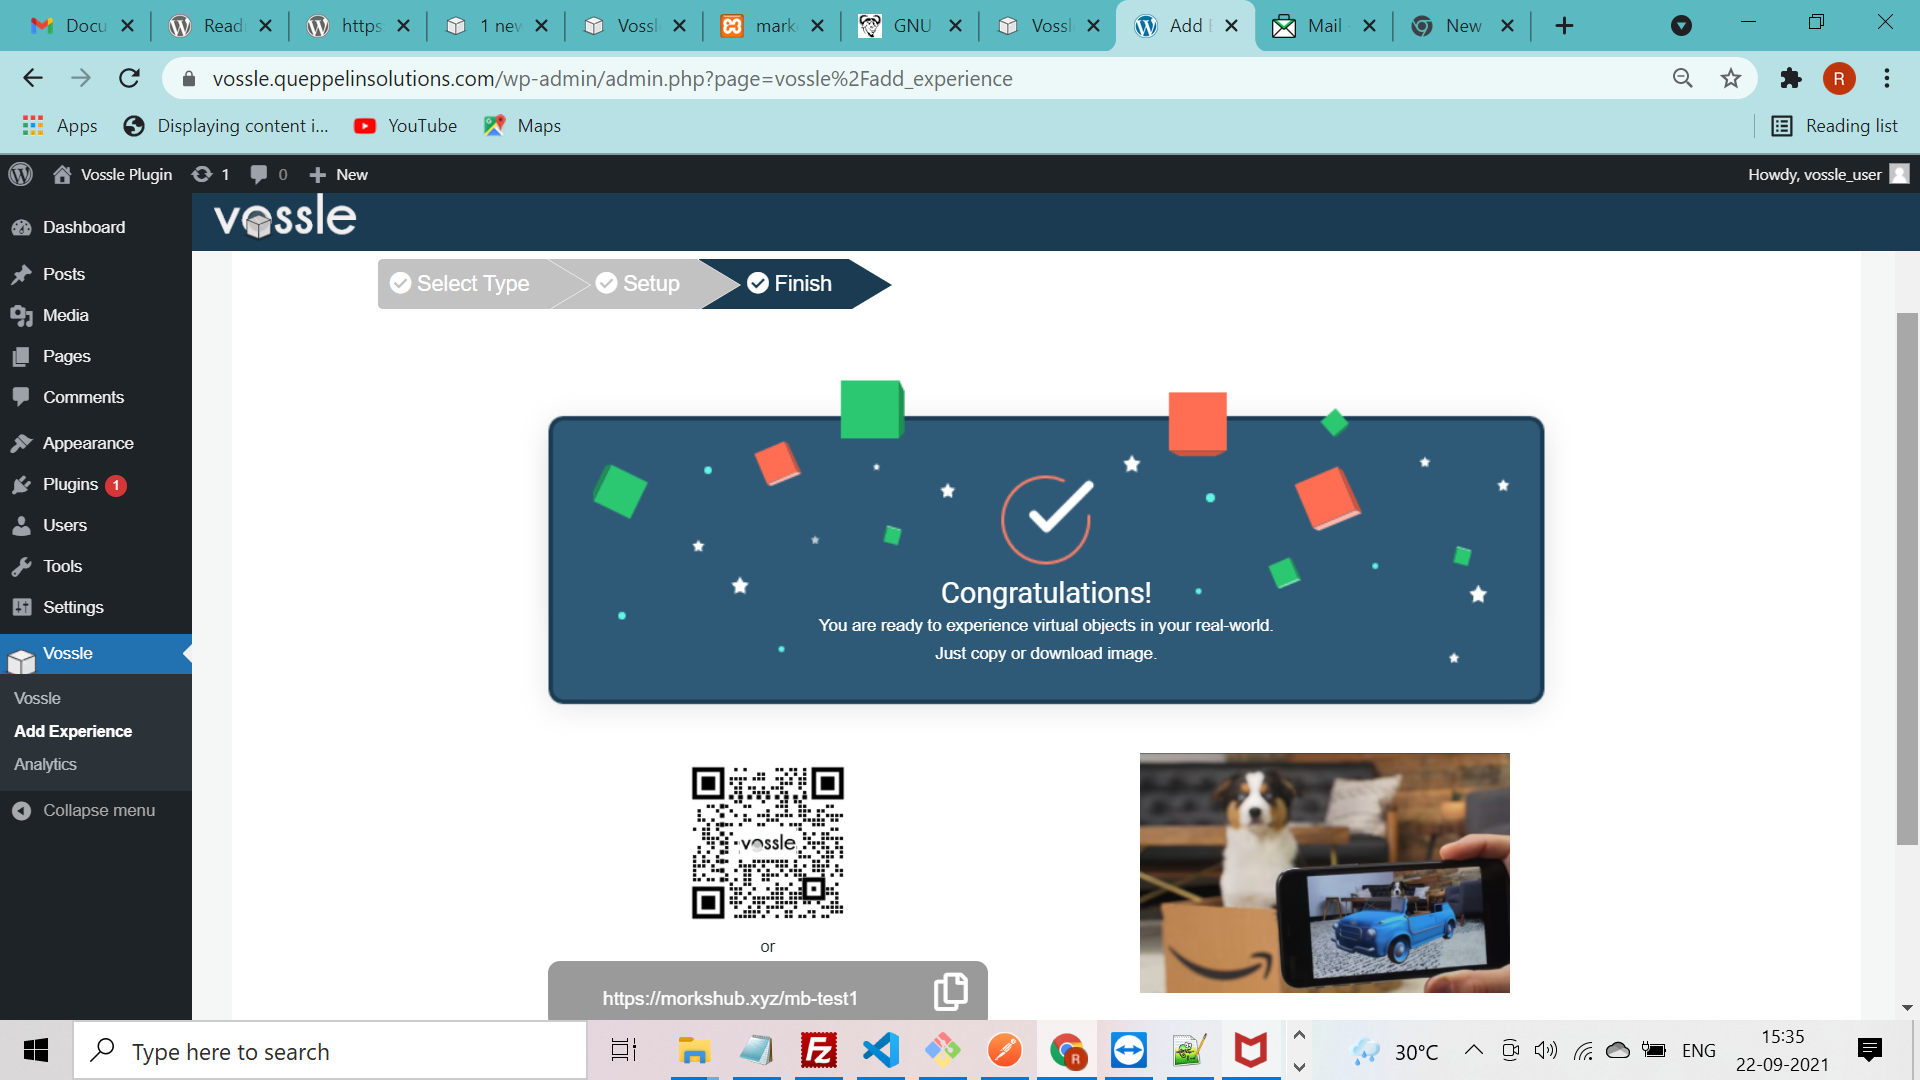 Docu
Readi
https
1 new
Vossl
mark
GNU
Vossl
Add E
Mail
New
vossle.queppelinsolutions.com/wp-admin/admin.php?page=vossle%2Fadd_experience
R
Apps
Displaying content i...
YouTube
Maps
Reading list
Vossle Plugin
1
0
New
Howdy, vossle_user
vossle
Dashboard
Posts
Media
Pages
Comments
Appearance
Plugins 1
Users
Tools
Settings
Vossle
Vossle
Add Experience
Analytics
Collapse menu
Select Type
Setup
Finish
Congratulations!
You are ready to experience virtual objects in your real-world.
Just copy or download image.
vossle
or
https://morkshub.xyz/mb-test1
Type here to search
Fz
R
30°C
ENG
15:35
22-09-2021